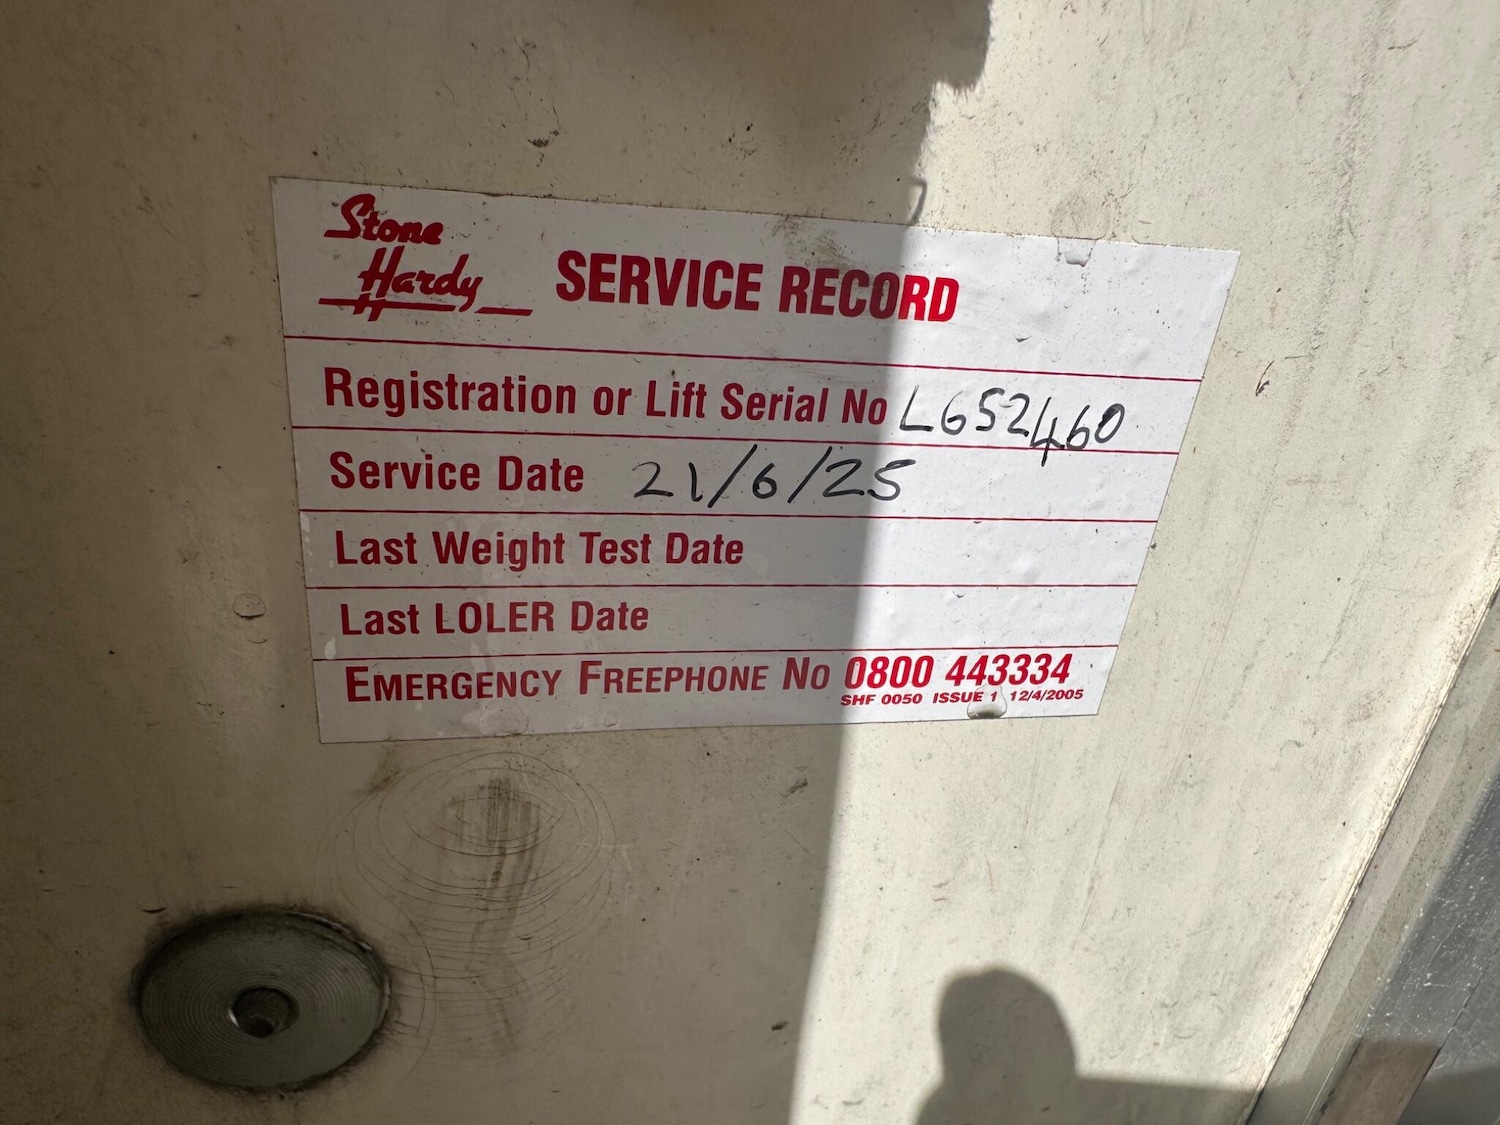 Stone
Hardy
SERVICE RECORD
Registration or Lift Serial No LG52460
Service Date 21/6/25
Last Weight Test Date
Last LOLER Date
EMERGENCY FREEPHONE NO 0800 443334
SHF 0050 ISSUE 1 12/4/2005